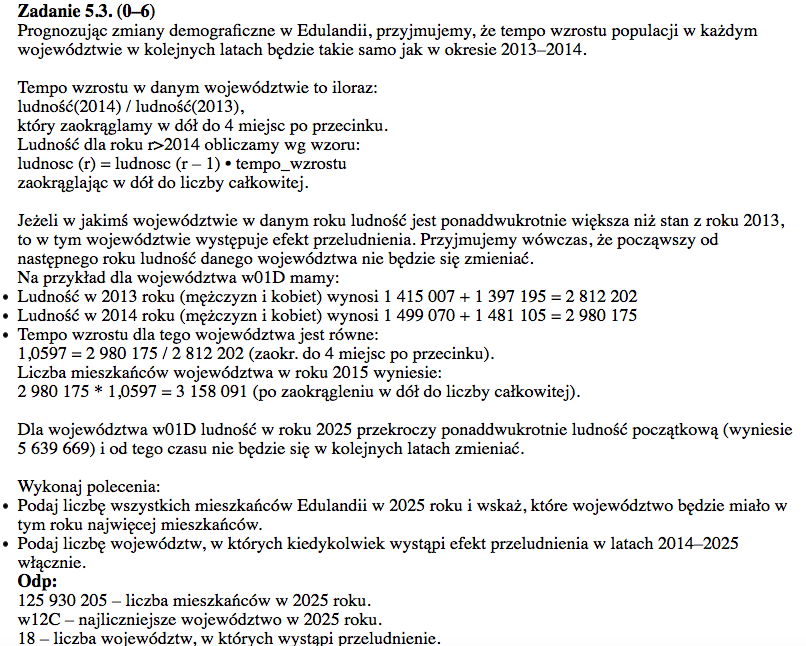 Zadanie 5.3. (0–6)
Prognozując zmiany demograficzne w Edulandii, przyjmujemy, że tempo wzrostu populacji w każdym
województwie w kolejnych latach będzie takie samo jak w okresie 2013–2014.
Tempo wzrostu w danym województwie to iloraz:
ludność(2014) / ludność(2013),
który zaokrąglamy w dół do 4 miejsc po przecinku.
Ludność dla roku r>2014 obliczamy wg wzoru:
ludnosc (r) = ludnosc (r – 1) • tempo_wzrostu
zaokrąglając w dół do liczby całkowitej.
Jeżeli w jakimś województwie w danym roku ludność jest ponaddwukrotnie większa niż stan z roku 2013,
to w tym województwie występuje efekt przeludnienia. Przyjmujemy wówczas, że począwszy od
następnego roku ludność danego województwa nie będzie się zmieniać.
Na przykład dla województwa w01D mamy:
• Ludność w 2013 roku (mężczyzn i kobiet) wynosi 1 415 007 + 1 397 195 = 2 812 202
• Ludność w 2014 roku (mężczyzn i kobiet) wynosi 1 499 070 + 1 481 105 = 2 980 175
• Tempo wzrostu dla tego województwa jest równe:
1,0597 = 2 980 175 / 2 812 202 (zaokr. do 4 miejsc po przecinku).
Liczba mieszkańców województwa w roku 2015 wyniesie:
2 980 175 * 1,0597 = 3 158 091 (po zaokrągleniu w dół do liczby całkowitej).
Dla województwa w01D ludność w roku 2025 przekroczy ponaddwukrotnie ludność początkową (wyniesie
5 639 669) i od tego czasu nie będzie się w kolejnych latach zmieniać.
Wykonaj polecenia:
• Podaj liczbę wszystkich mieszkańców Edulandii w 2025 roku i wskaż, które województwo będzie miało w
tym roku najwięcej mieszkańców.
• Podaj liczbę województw, w których kiedykolwiek wystąpi efekt przeludnienia w latach 2014–2025
włącznie.
Odp:
125 930 205 – liczba mieszkańców w 2025 roku.
w12C – najliczniejsze województwo w 2025 roku.
18 – liczba województw, w których wystąpi przeludnienie.